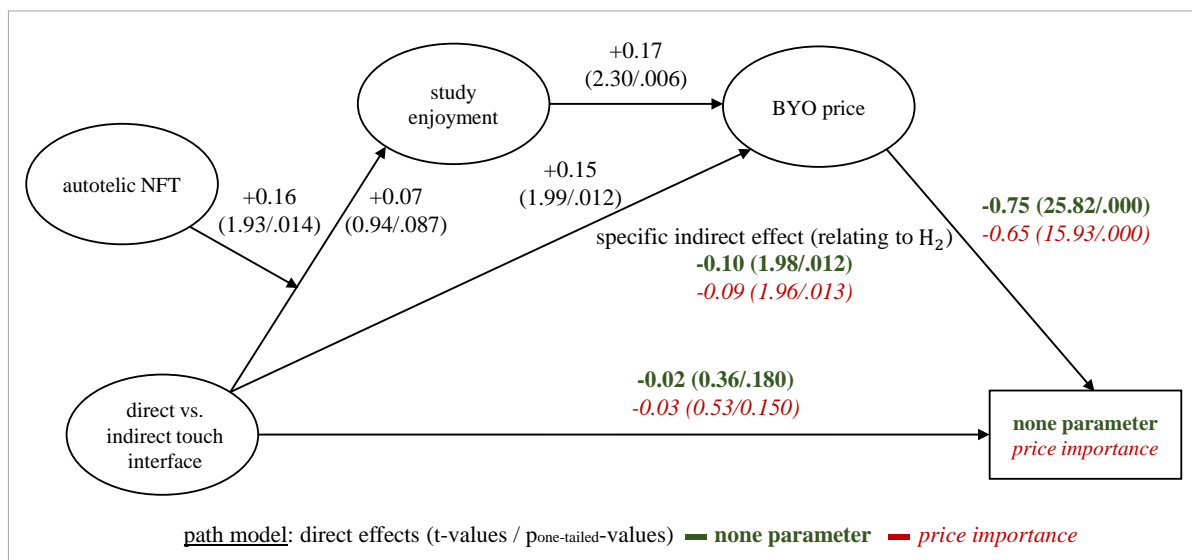 +0.17
(2.30/.006)
study
enjoyment
BYO price
autotelic NFT
+0.16
(1.93/.014)
+0.07
(0.94/.087)
+0.15
(1.99/.012)
-0.75 (25.82/.000)
-0.65 (15.93/.000)
specific indirect effect (relating to H₂)
-0.10 (1.98/.012)
-0.09 (1.96/.013)
-0.02 (0.36/.180)
-0.03 (0.53/0.150)
direct vs.
indirect touch
interface
none parameter
price importance
path model: direct effects (t-values / pone-tailed-values) none parameter price importance